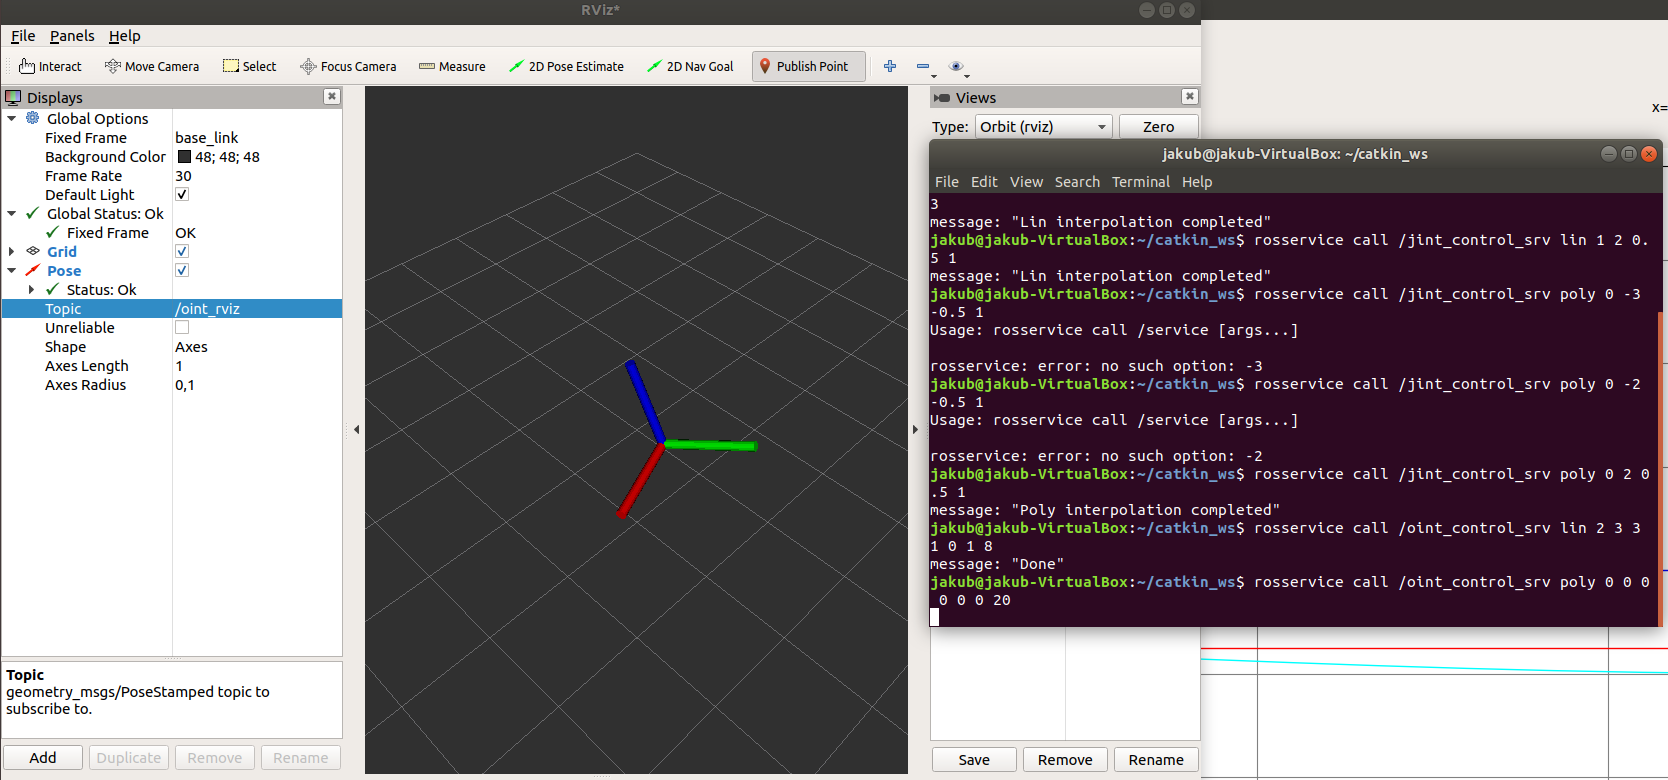 RViz*
File Panels Help
Interact Move Camera Select Focus Camera Measure 2D Pose Estimate 2D Nav Goal Publish Point
Displays
Global Options
Fixed Frame base_link
Background Color 48; 48; 48
Frame Rate 30
Default Light
Global Status: Ok
Fixed Frame OK
Grid
Pose
Status: Ok
Topic /oint_rviz
Unreliable
Shape Axes
Axes Length 1
Axes Radius 0,1
Topic
geometry_msgs/PoseStamped topic to
subscribe to.
Add Duplicate Remove Rename
Views
Type: Orbit (rviz) Zero
x=
jakub@jakub-VirtualBox: ~/catkin_ws
File Edit View Search Terminal Help
3
message: "Lin interpolation completed"
jakub@jakub-VirtualBox:~/catkin_ws$ rosservice call /jint_control_srv lin 1 2 0.
5 1
message: "Lin interpolation completed"
jakub@jakub-VirtualBox:~/catkin_ws$ rosservice call /jint_control_srv poly 0 -3
-0.5 1
Usage: rosservice call /service [args...]
rosservice: error: no such option: -3
jakub@jakub-VirtualBox:~/catkin_ws$ rosservice call /jint_control_srv poly 0 -2
-0.5 1
Usage: rosservice call /service [args...]
rosservice: error: no such option: -2
jakub@jakub-VirtualBox:~/catkin_ws$ rosservice call /jint_control_srv poly 0 2 0
.5 1
message: "Poly interpolation completed"
jakub@jakub-VirtualBox:~/catkin_ws$ rosservice call /oint_control_srv lin 2 3 3
1 0 1 8
message: "Done"
jakub@jakub-VirtualBox:~/catkin_ws$ rosservice call /oint_control_srv poly 0 0 0
0 0 0 20
Save Remove Rename